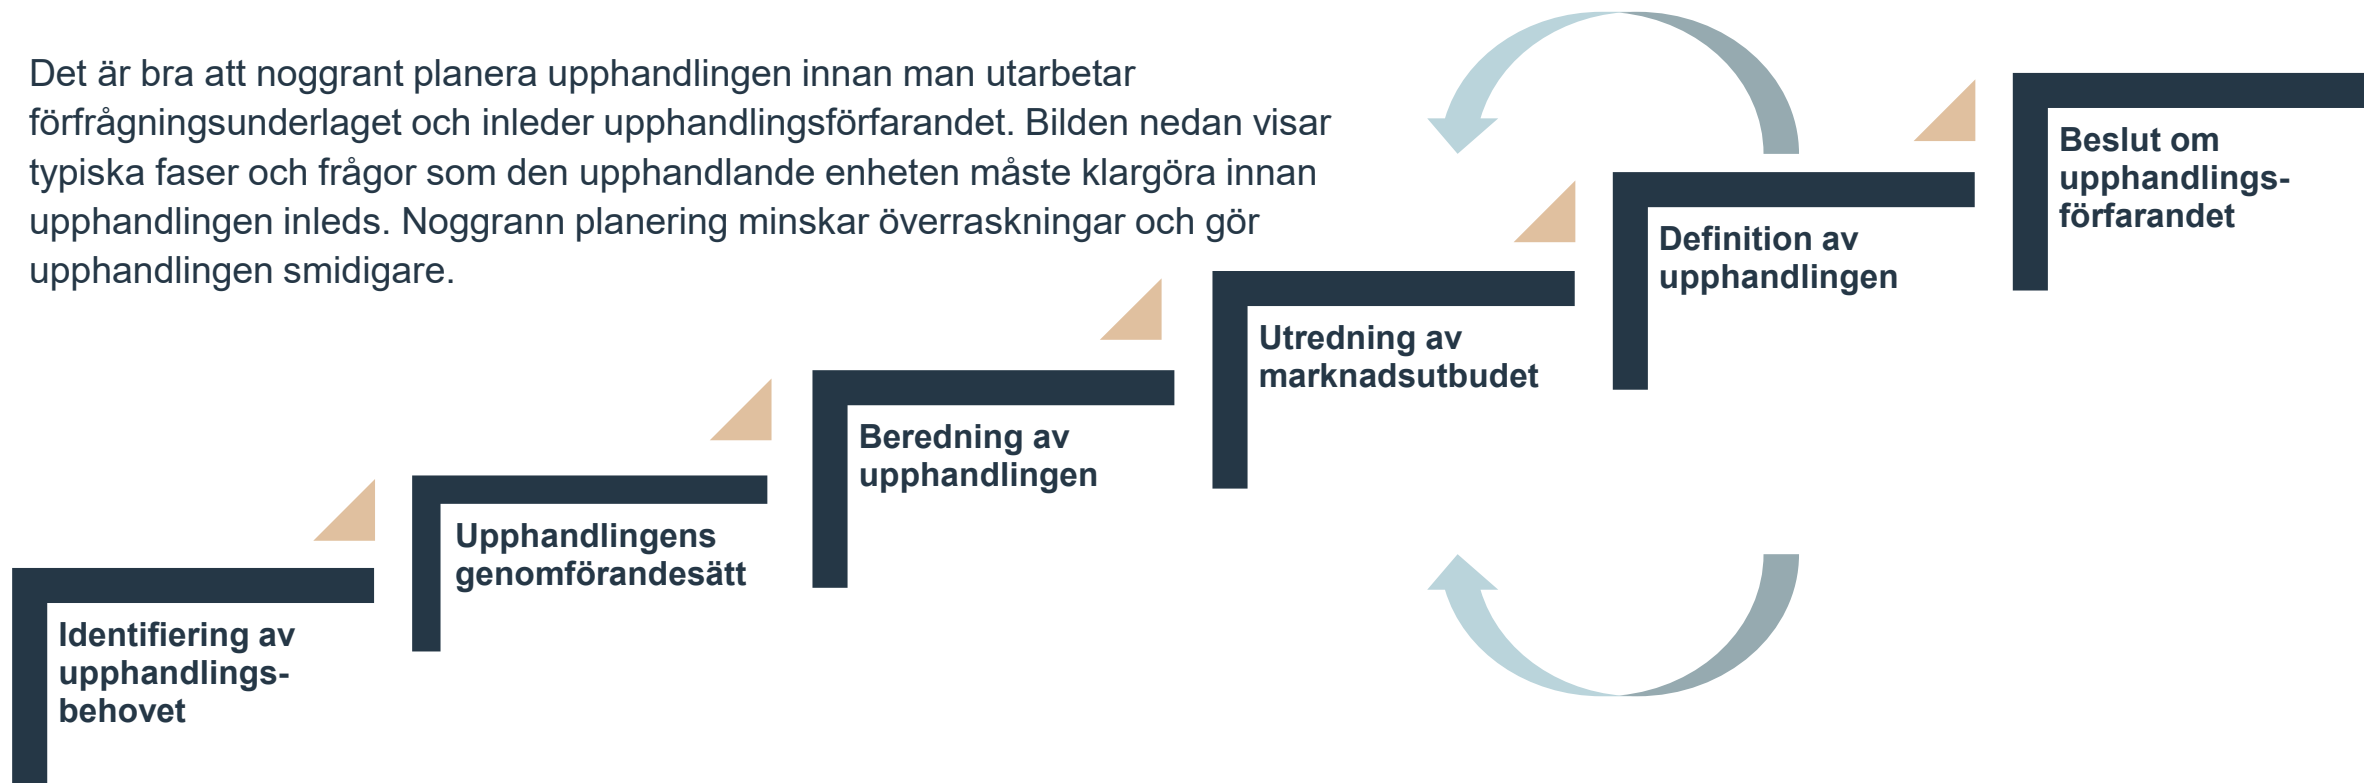 Det är bra att noggrant planera upphandlingen innan man utarbetar
förfrågningsunderlaget och inleder upphandlingsförfarandet. Bilden nedan visar
typiska faser och frågor som den upphandlande enheten måste klargöra innan
upphandlingen inleds. Noggrann planering minskar överraskningar och gör
upphandlingen smidigare.
Identifiering av
upphandlings-
behovet
Upphandlingens
genomförandesätt
Beredning av
upphandlingen
Utredning av
marknadsutbudet
Definition av
upphandlingen
Beslut om
upphandlings-
förfarandet